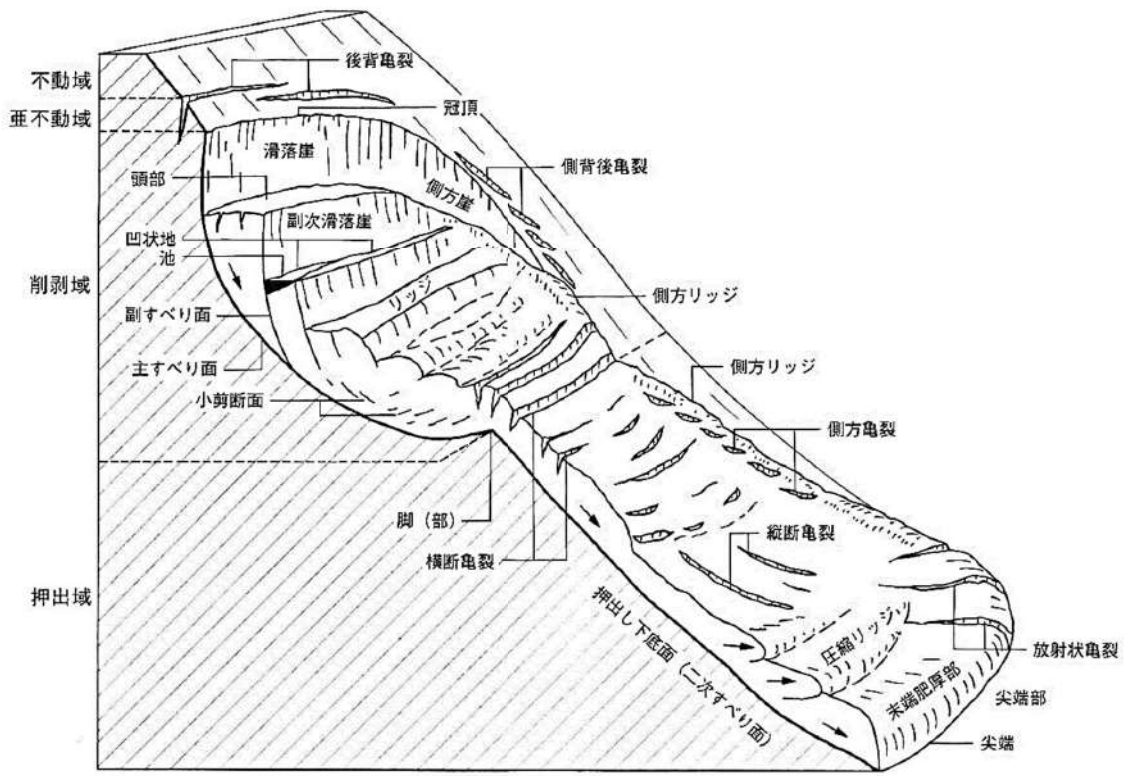 後背亀裂
不動域
冠頂
亜不動域
滑落崖
側背後亀裂
頭部
側方崖
副次滑落崖
凹状地
池
削剥域
リッジ
側方リッジ
副すべり面
側方リッジ
主すべり面
小剪断面
側方亀裂
脚（部）
横断亀裂
縦断亀裂
押出域
押出し下底面（二次すべり面）
圧縮リッジ
放射状亀裂
末端肥厚部
尖端部
尖端